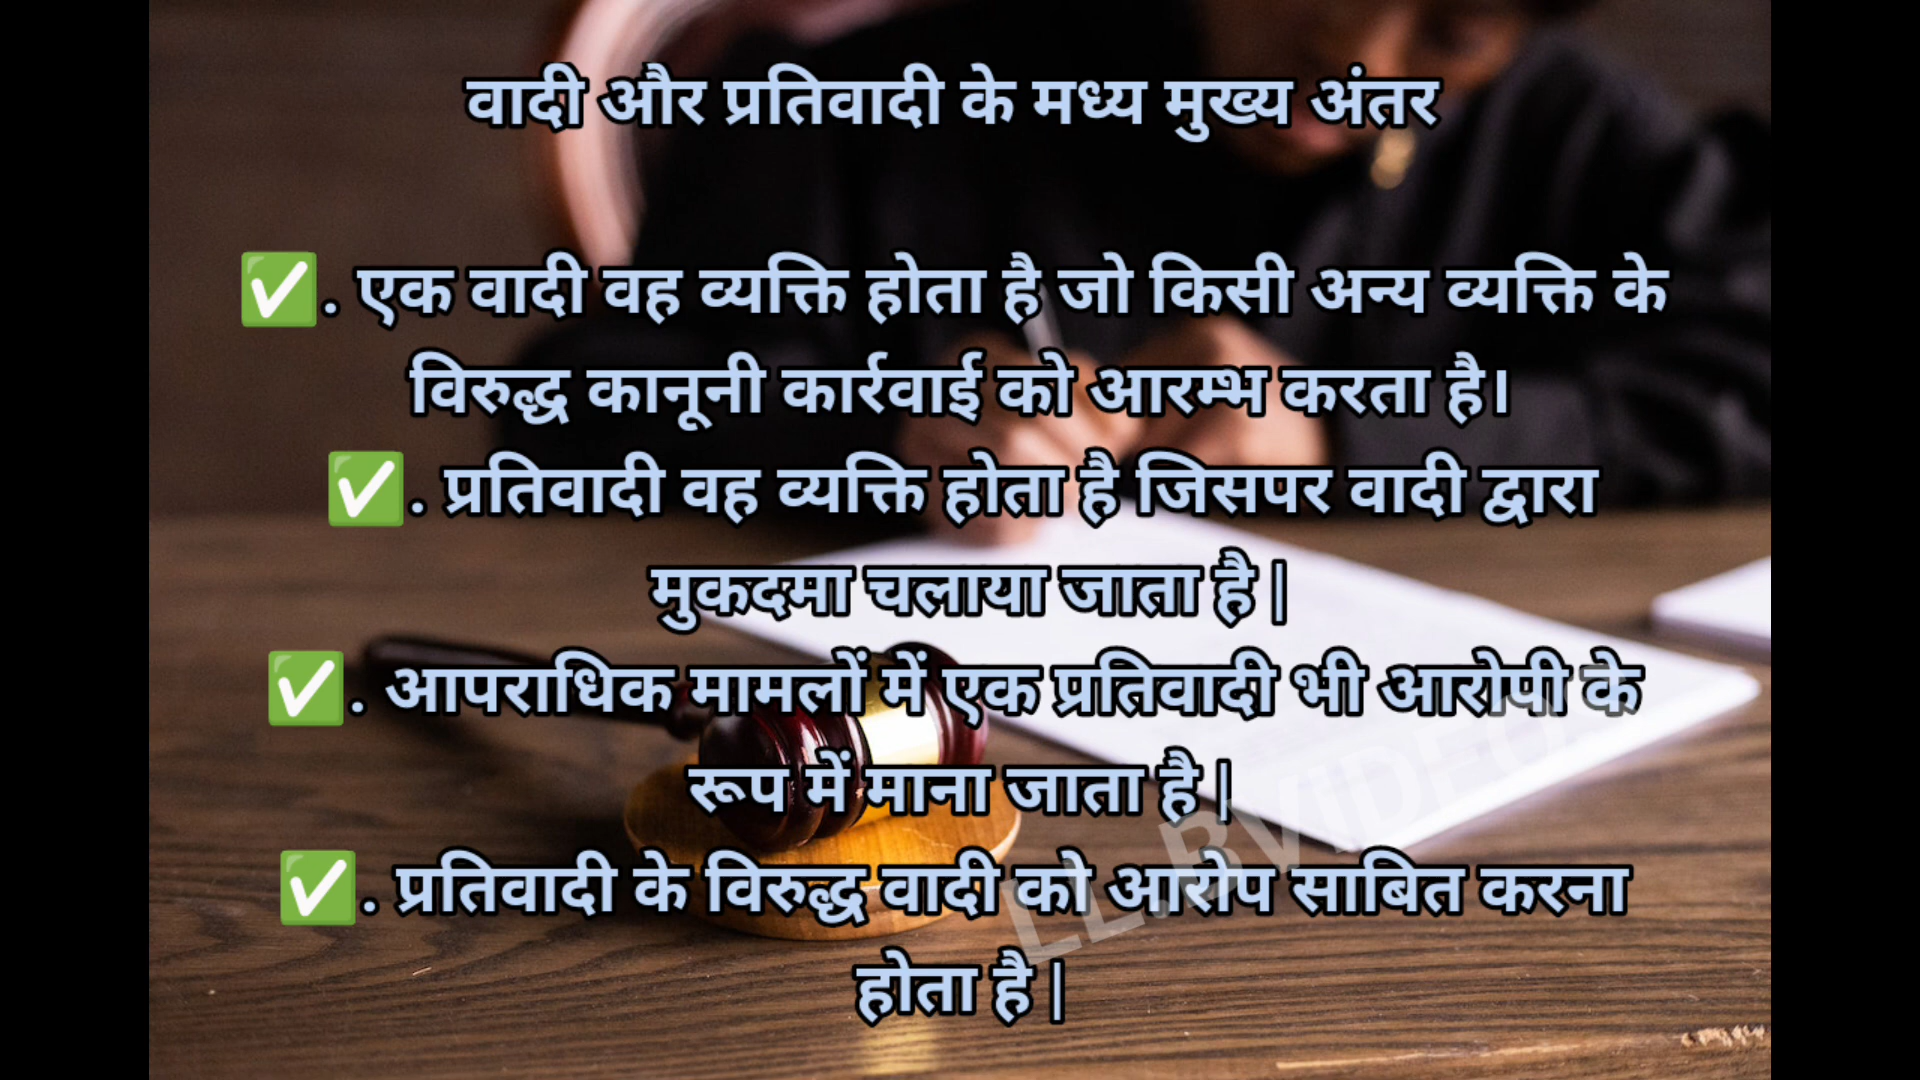 वादी और प्रतिवादी के मध्य मुख्य अंतर
✅. एक वादी वह व्यक्ति होता है जो किसी अन्य व्यक्ति के
विरुद्ध कानूनी कार्रवाई को आरम्भ करता है।
✅. प्रतिवादी वह व्यक्ति होता है जिसपर वादी द्वारा
मुकदमा चलाया जाता है |
✅. आपराधिक मामलों में एक प्रतिवादी भी आरोपी के
रूप में माना जाता है |
✅. प्रतिवादी के विरुद्ध वादी को आरोप साबित करना
होता है |